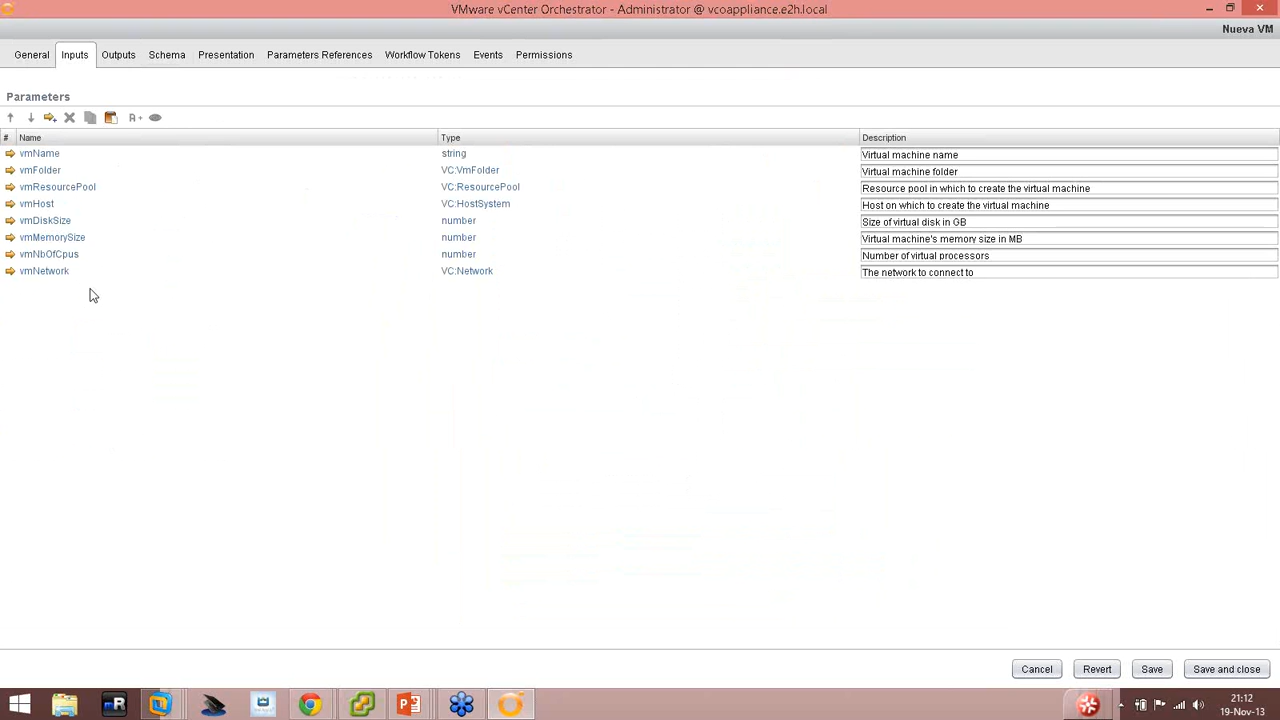 VMware vCenter Orchestrator - Administrator @ vcoappliance.e2h.local
Nueva VM
General Inputs Outputs Schema Presentation Parameters References Workflow Tokens Events Permissions
Parameters
# Name Type Description
vmName string Virtual machine name
vmFolder VC:VmFolder Virtual machine folder
vmResourcePool VC:ResourcePool Resource pool in which to create the virtual machine
vmHost VC:HostSystem Host on which to create the virtual machine
vmDiskSize number Size of virtual disk in GB
vmMemorySize number Virtual machine's memory size in MB
vmNbOfCpus number Number of virtual processors
vmNetwork VC:Network The network to connect to
Cancel Revert Save Save and close
21:12
19-Nov-13